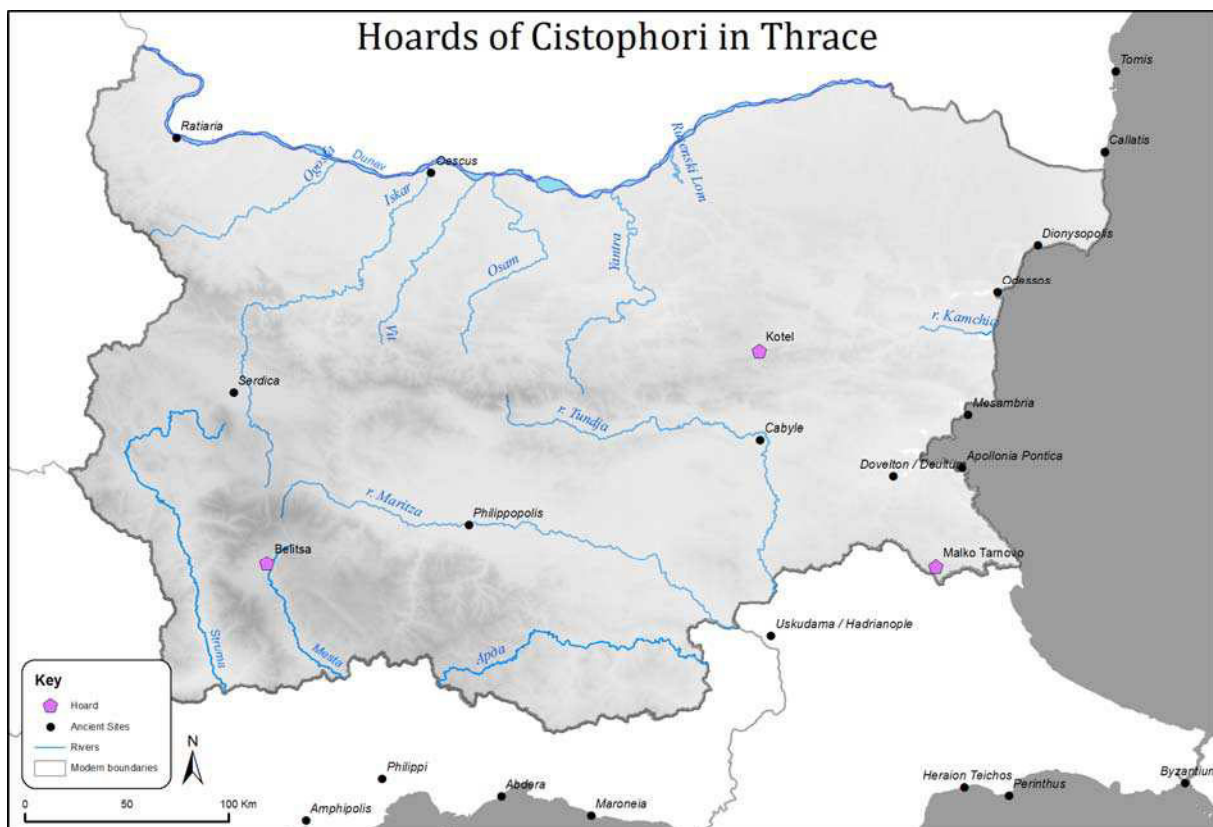 Hoards of Cistophori in Thrace
Tomis
Ratiaria
Callatis
Ogosta
Dunav
Oescus
Rusenski Lom
Iskar
Dionysopolis
Osam
Yantra
Odessos
r. Kamchia
Vit
Kotel
Serdica
Mesambria
r. Tundja
Cabyle
Dovelton / Deultum
Apollonia Pontica
r. Maritza
Philippopolis
Belitsa
Malko Tarnovo
Uskudama / Hadrianople
Struma
Mesta
Арда
Key
Hoard
Ancient Sites
Rivers
Modern boundaries
N
Philippi
Abdera
Heraion Teichos
Perinthus
Byzantium
0 50 100 Km
Amphipolis
Maroneia